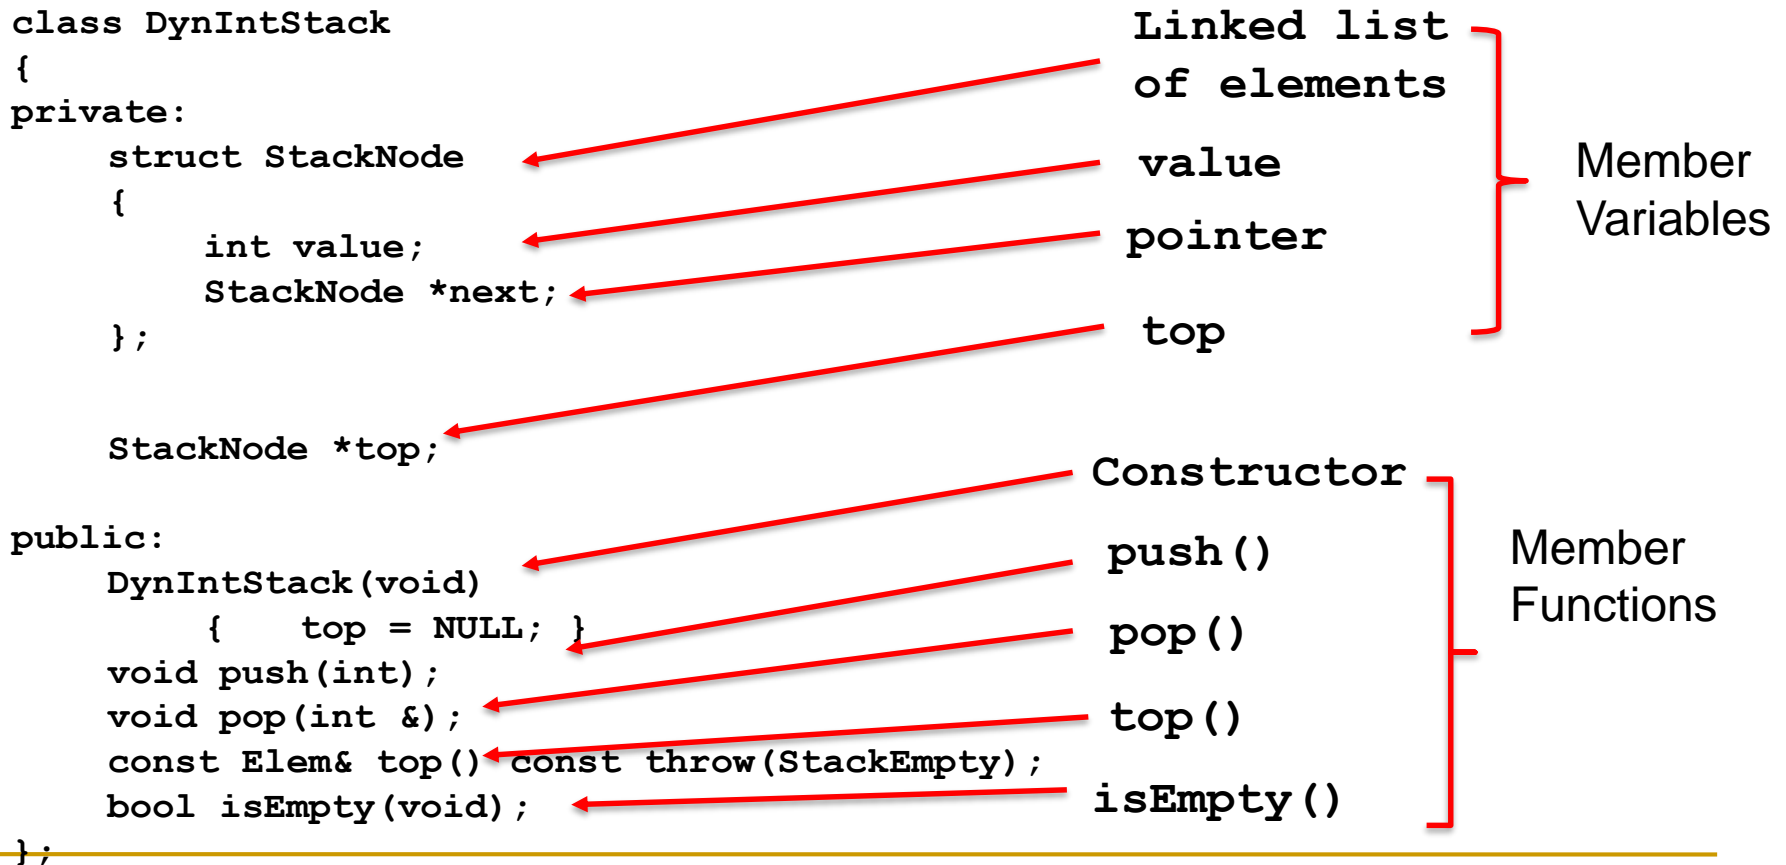 class DynIntStack
{
private:
struct StackNode
{
int value;
StackNode *next;
};
StackNode *top;
public:
DynIntStack(void)
{ top = NULL; }
void push(int);
void pop(int &);
const Elem& top() const throw(StackEmpty);
bool isEmpty(void);
};
Linked list
of elements
value
pointer
top
Member
Variables
Constructor
push()
pop()
top()
isEmpty()
Member
Functions